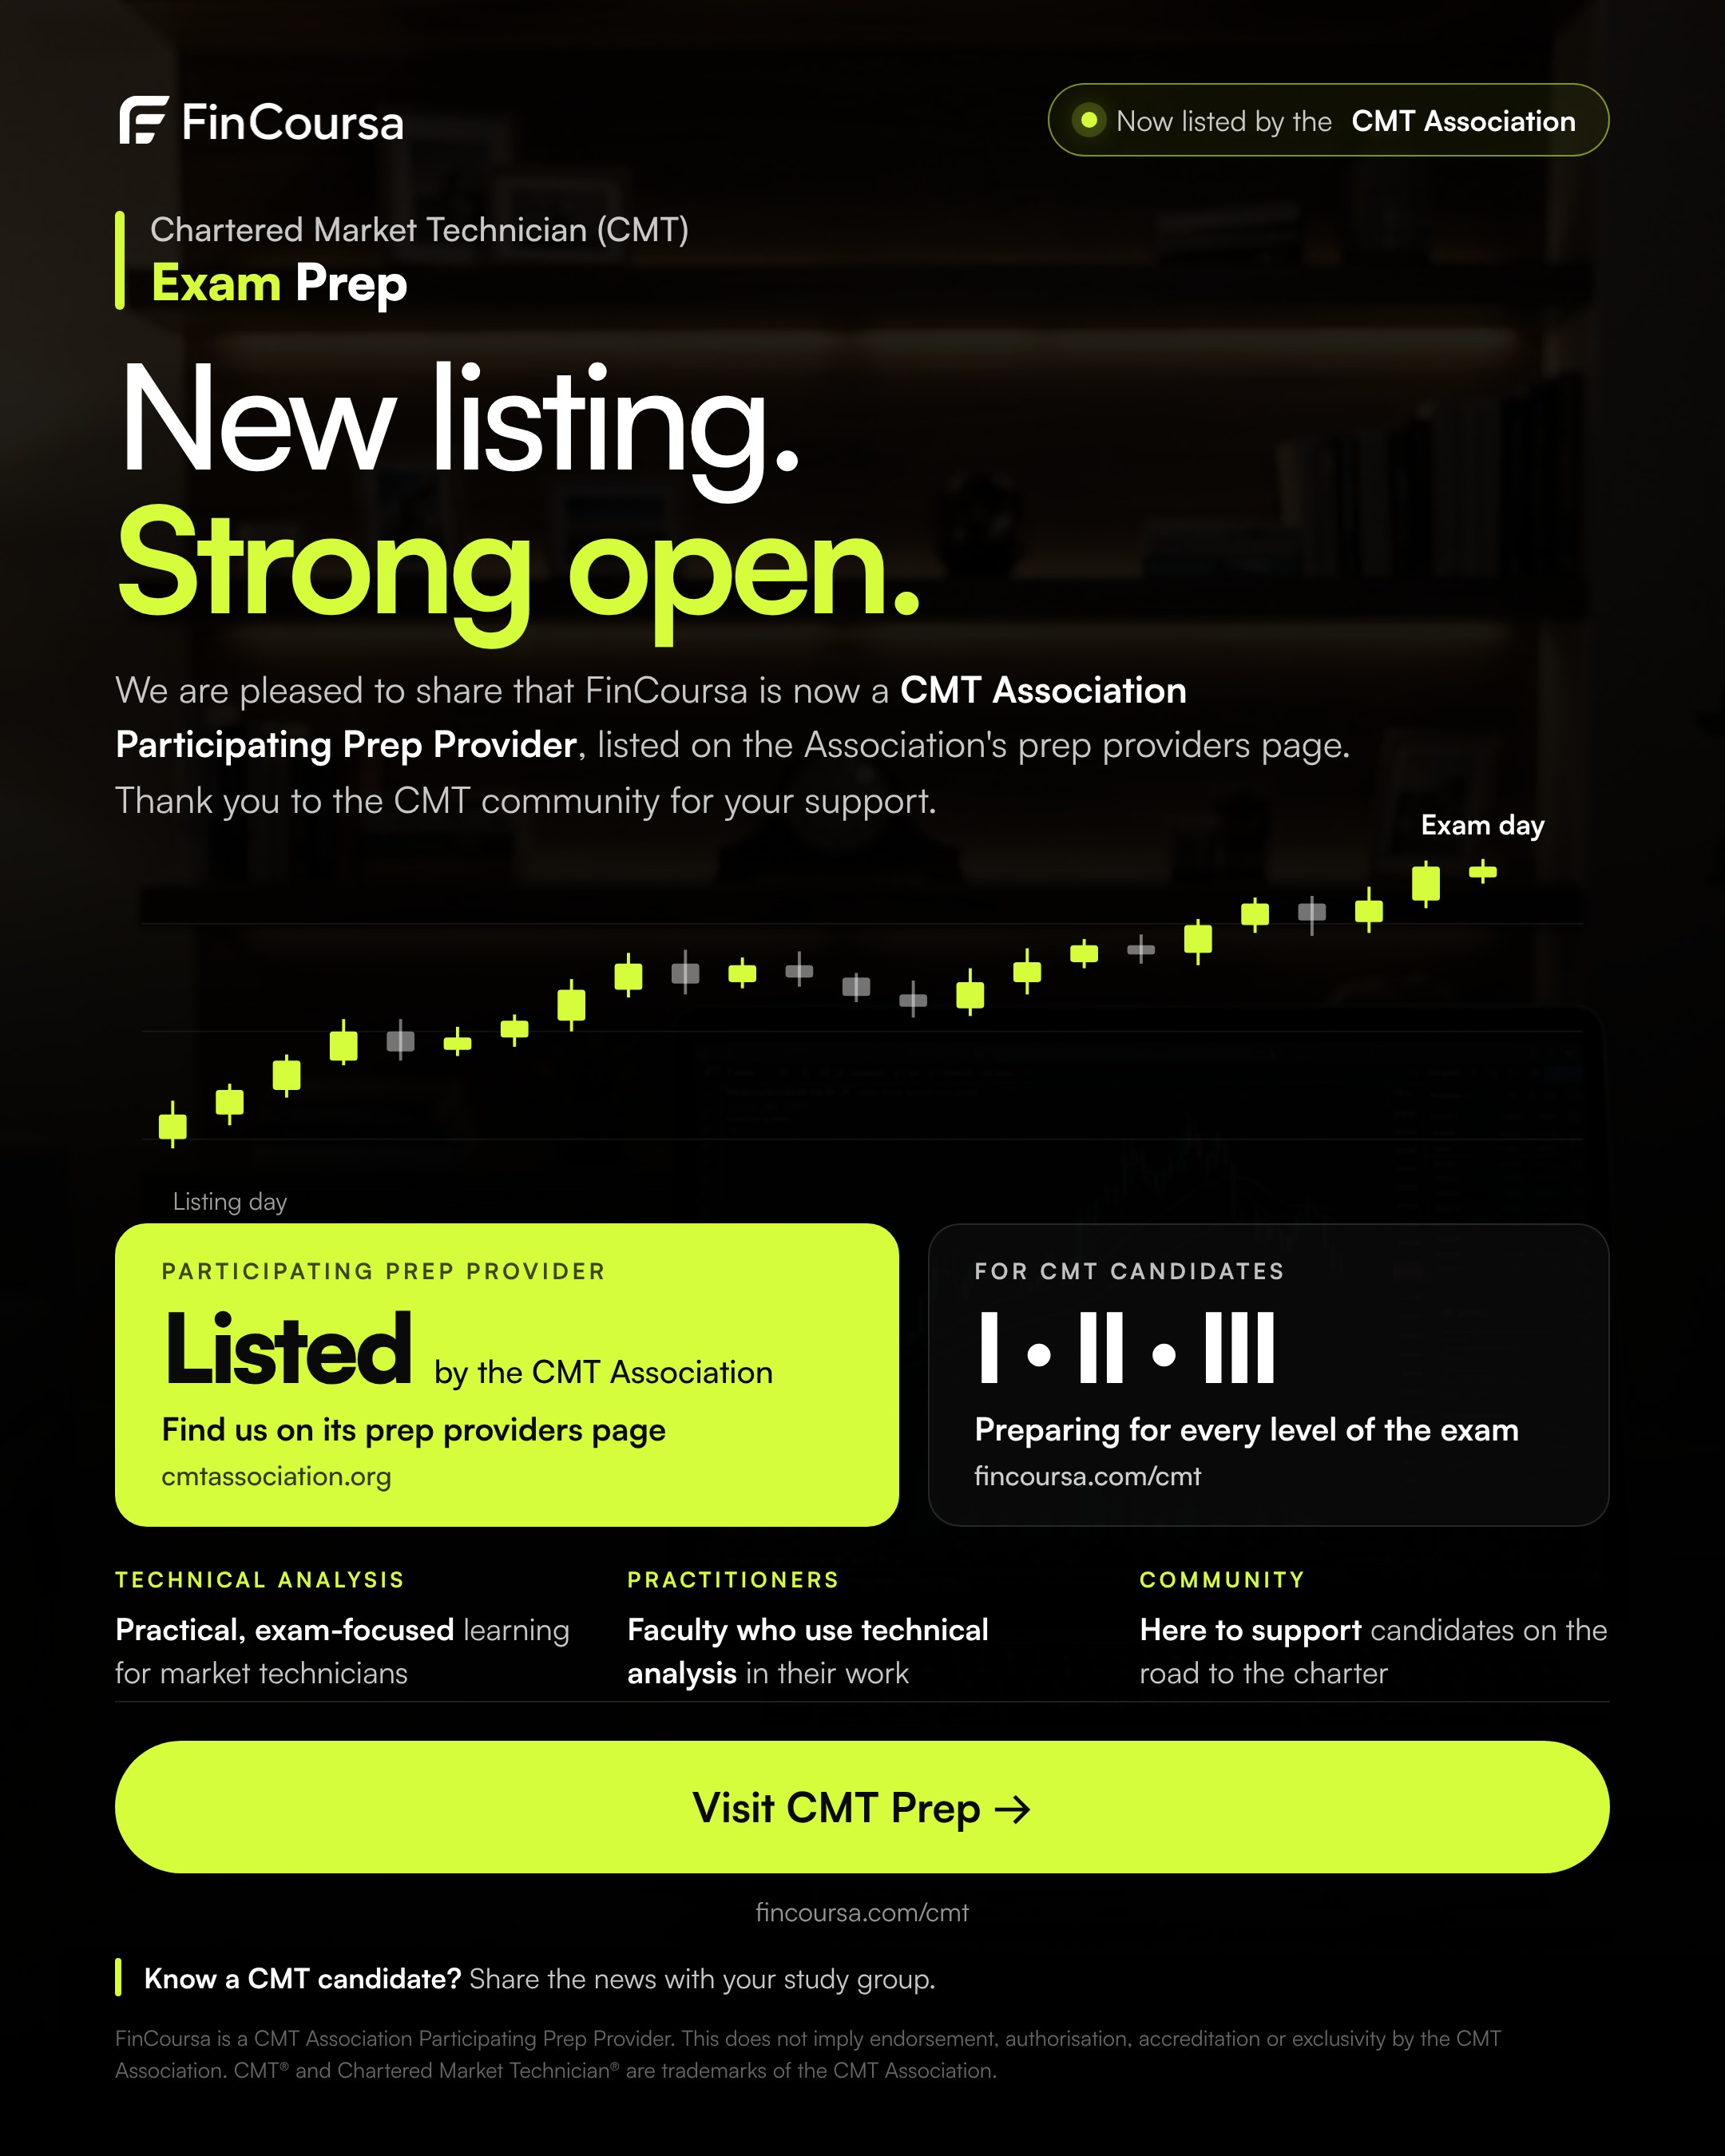 FinCoursa
Now listed by the CMT Association
Chartered Market Technician (CMT)
Exam Prep
New listing.
Strong open.
We are pleased to share that FinCoursa is now a CMT Association
Participating Prep Provider, listed on the Association's prep providers page.
Thank you to the CMT community for your support.
Exam day
Listing day
PARTICIPATING PREP PROVIDER
Listed by the CMT Association
Find us on its prep providers page
cmtassociation.org
FOR CMT CANDIDATES
I • II • III
Preparing for every level of the exam
fincoursa.com/cmt
TECHNICAL ANALYSIS
Practical, exam-focused learning
for market technicians
PRACTITIONERS
Faculty who use technical
analysis in their work
COMMUNITY
Here to support candidates on the
road to the charter
Visit CMT Prep →
fincoursa.com/cmt
Know a CMT candidate? Share the news with your study group.
FinCoursa is a CMT Association Participating Prep Provider. This does not imply endorsement, authorisation, accreditation or exclusivity by the CMT
Association. CMT® and Chartered Market Technician® are trademarks of the CMT Association.